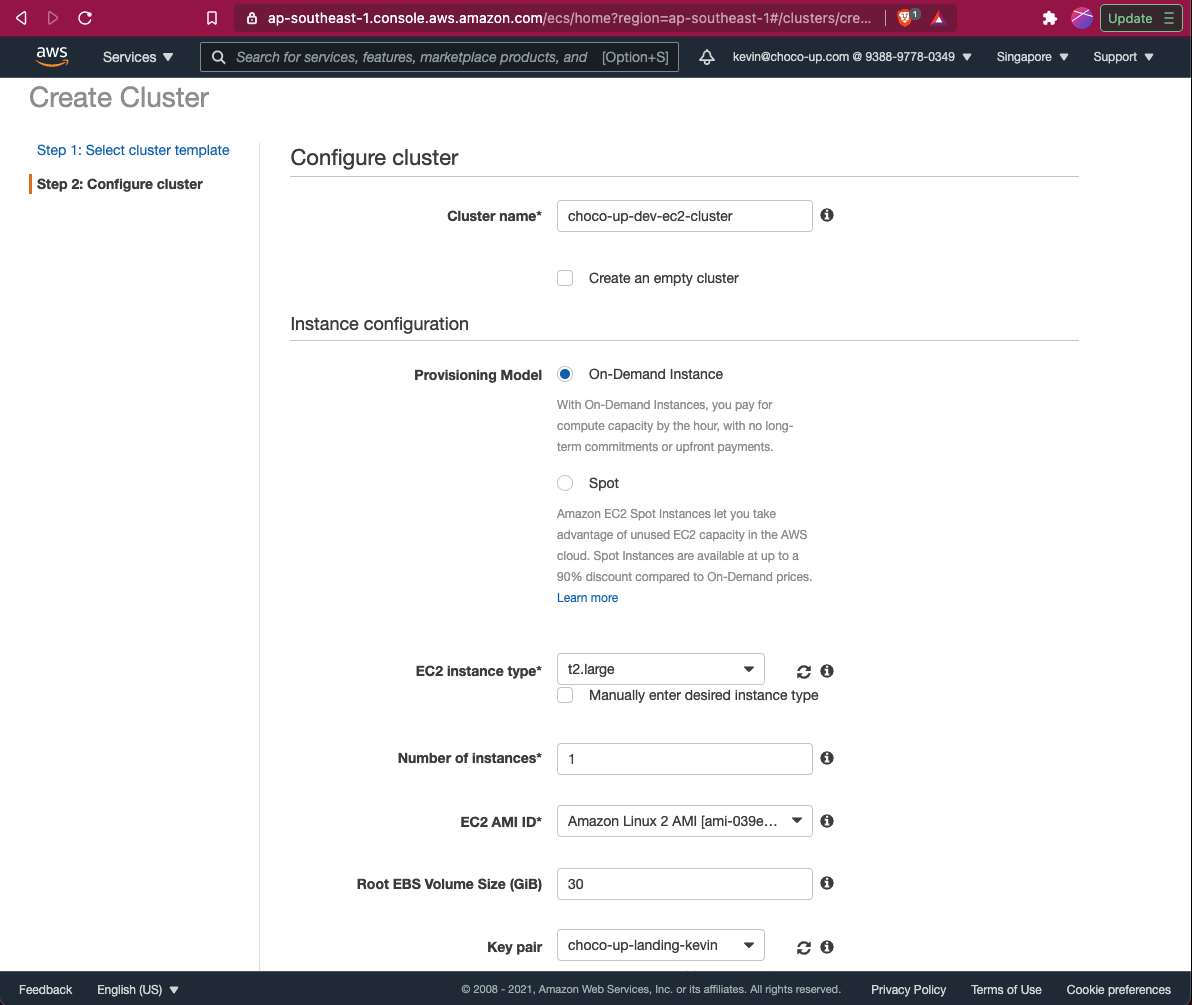 ap-southeast-1.console.aws.amazon.com/ecs/home?region=ap-southeast-1#/clusters/cre...
1
Update
aws
Services
Search for services, features, marketplace products, and [Option+S]
kevin@choco-up.com @ 9388-9778-0349
Singapore
Support
Create Cluster
Step 1: Select cluster template
Step 2: Configure cluster
Configure cluster
Cluster name* choco-up-dev-ec2-cluster
Create an empty cluster
Instance configuration
Provisioning Model On-Demand Instance
With On-Demand Instances, you pay for
compute capacity by the hour, with no long-
term commitments or upfront payments.
Spot
Amazon EC2 Spot Instances let you take
advantage of unused EC2 capacity in the AWS
cloud. Spot Instances are available at up to a
90% discount compared to On-Demand prices.
Learn more
EC2 instance type* t2.large
Manually enter desired instance type
Number of instances* 1
EC2 AMI ID* Amazon Linux 2 AMI [ami-039e...
Root EBS Volume Size (GiB) 30
Key pair choco-up-landing-kevin
Feedback
English (US)
© 2008 - 2021, Amazon Web Services, Inc. or its affiliates. All rights reserved.
Privacy Policy
Terms of Use
Cookie preferences